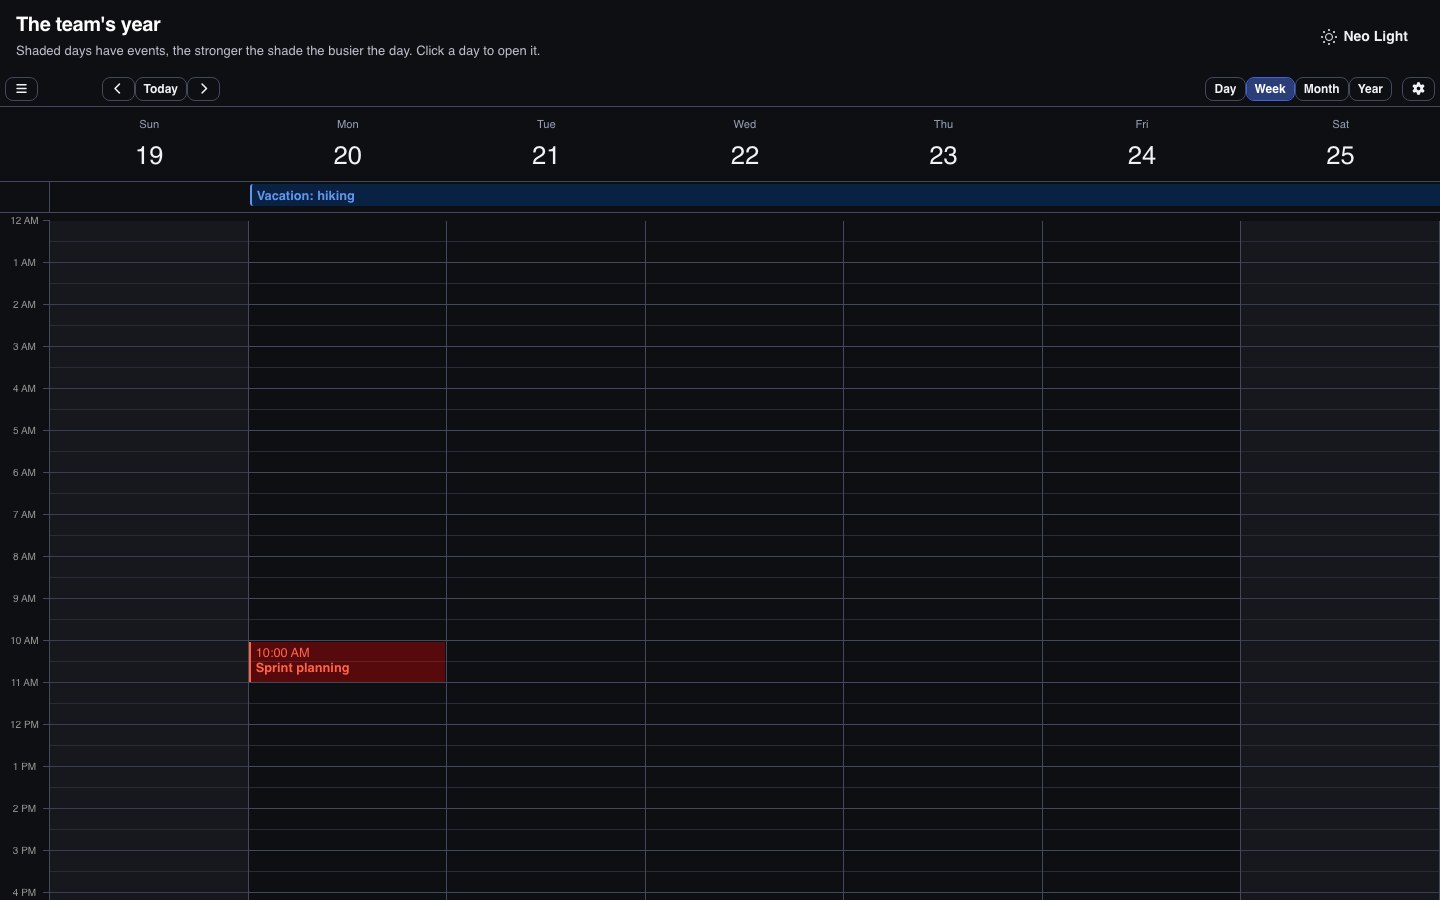 The team's year
Shaded days have events, the stronger the shade the busier the day. Click a day to open it.
Neo Light
Today
Day
Week
Month
Year
Sun
Mon
Tue
Wed
Thu
Fri
Sat
19
20
21
22
23
24
25
Vacation: hiking
12 AM
1 AM
2 AM
3 AM
4 AM
5 AM
6 AM
7 AM
8 AM
9 AM
10 AM
10:00 AM
Sprint planning
11 AM
12 PM
1 PM
2 PM
3 PM
4 PM